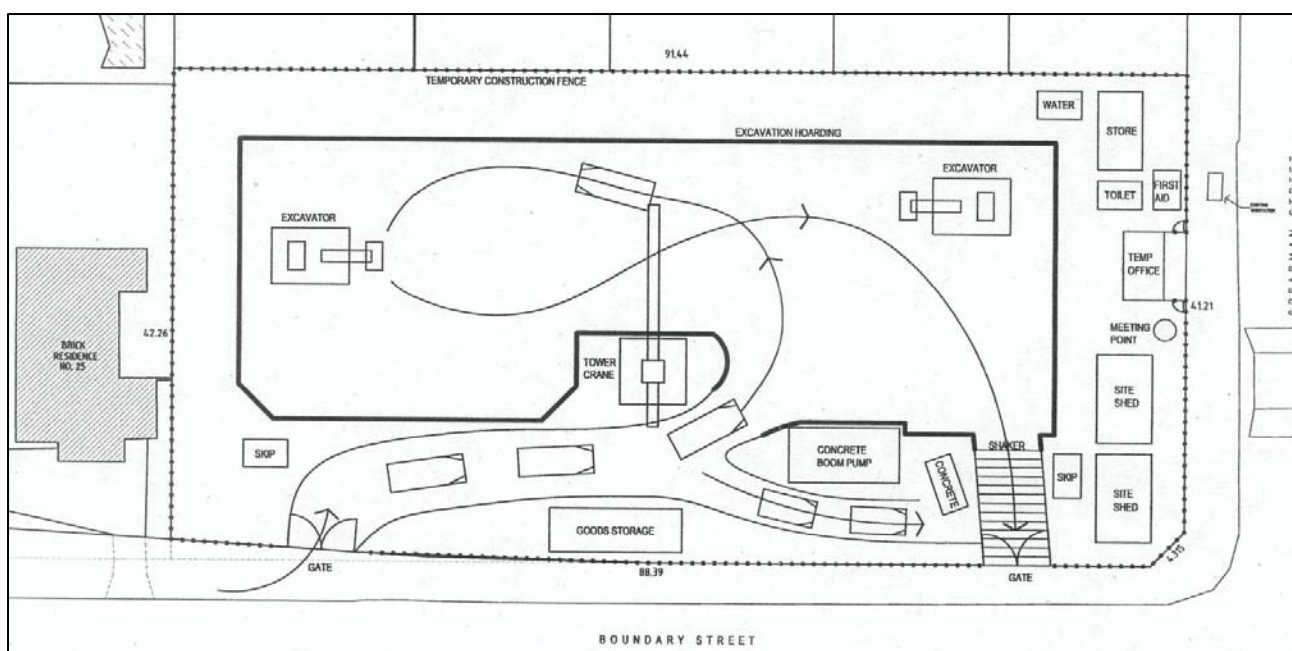 91.44
TEMPORARY CONSTRUCTION FENCE
WATER
STORE
EXCAVATION HOARDING
EXCAVATOR
TOILET
FIRST
AID
EXCAVATOR
TEMP
OFFICE
41.21
42.26
MEETING
POINT
BRICK
RESIDENCE
NO. 25
TOWER
CRANE
SITE
SHED
SKIP
CONCRETE
BOOM PUMP
SHAKER
CONCRETE
SKIP
SITE
SHED
GOODS STORAGE
4.315
GATE
88.39
GATE
BOUNDARY STREET